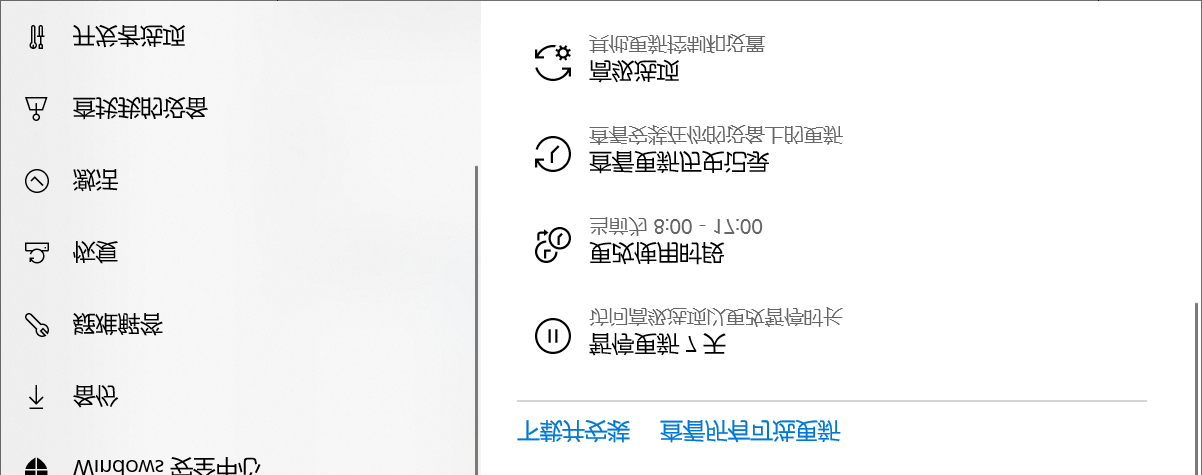 Windows 安全中心
备份
疑难解答
恢复
激活
查找我的设备
开发者选项
下载并安装 查看所有可选更新
暂停更新 7 天
访问高级选项以更改暂停时长
更改使用时段
当前为 8:00 - 17:00
查看更新历史记录
查看安装在你的设备上的更新
高级选项
其他更新控制和设置